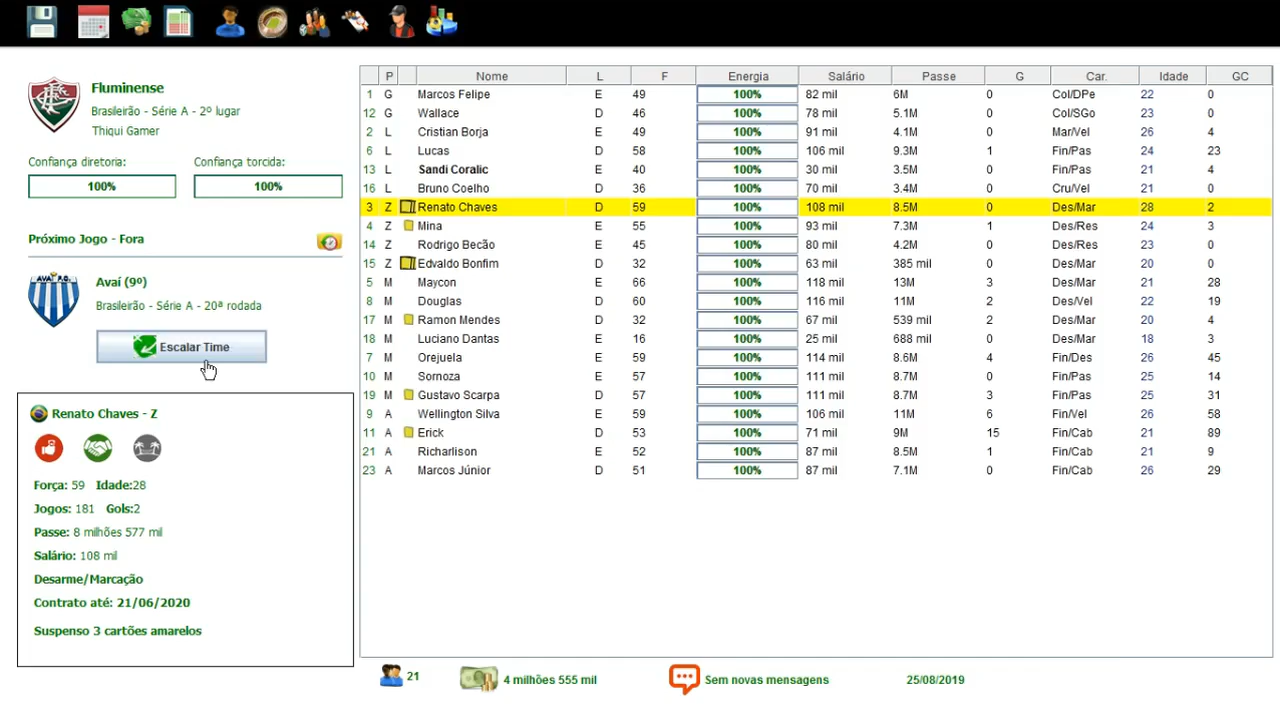 Fluminense
Brasileirão - Série A - 2º lugar
Thiqui Gamer
Confiança diretoria: Confiança torcida:
100% 100%
Próximo Jogo - Fora
AVAÍ F.C.
Avaí (9º)
Brasileirão - Série A - 20ª rodada
Escalar Time
Renato Chaves - Z
Força: 59 Idade:28
Jogos: 181 Gols:2
Passe: 8 milhões 577 mil
Salário: 108 mil
Desarme/Marcação
Contrato até: 21/06/2020
Suspenso 3 cartões amarelos
P Nome L F Energia Salário Passe G Car. Idade GC
1 G Marcos Felipe E 49 100% 82 mil 6M 0 Col/DPe 22 0
12 G Wallace D 46 100% 78 mil 5.1M 0 Col/SGo 23 0
2 L Cristian Borja E 49 100% 91 mil 4.1M 0 Mar/Vel 26 4
6 L Lucas D 58 100% 106 mil 9.3M 1 Fin/Pas 24 23
13 L Sandi Coralic E 40 100% 30 mil 3.5M 0 Fin/Pas 21 4
16 L Bruno Coelho D 36 100% 70 mil 3.4M 0 Cru/Vel 21 0
3 Z Renato Chaves D 59 100% 108 mil 8.5M 0 Des/Mar 28 2
4 Z Mina E 55 100% 93 mil 7.3M 1 Des/Res 24 3
14 Z Rodrigo Becão E 45 100% 80 mil 4.2M 0 Des/Res 23 0
15 Z Edvaldo Bonfim D 32 100% 63 mil 385 mil 0 Des/Mar 20 0
5 M Maycon E 66 100% 118 mil 13M 3 Des/Mar 21 28
8 M Douglas D 60 100% 116 mil 11M 2 Des/Vel 22 19
17 M Ramon Mendes D 32 100% 67 mil 539 mil 2 Des/Mar 20 4
18 M Luciano Dantas E 16 100% 25 mil 688 mil 0 Des/Mar 18 3
7 M Orejuela E 59 100% 114 mil 8.6M 4 Fin/Des 26 45
10 M Sornoza E 57 100% 111 mil 8.7M 0 Fin/Pas 25 14
19 M Gustavo Scarpa D 57 100% 111 mil 8.7M 3 Fin/Pas 25 31
9 A Wellington Silva E 59 100% 106 mil 11M 6 Fin/Vel 26 58
11 A Erick D 53 100% 71 mil 9M 15 Fin/Cab 21 89
21 A Richarlison E 52 100% 87 mil 8.5M 1 Fin/Cab 21 9
23 A Marcos Júnior D 51 100% 87 mil 7.1M 0 Fin/Cab 26 29
21 4 milhões 555 mil Sem novas mensagens 25/08/2019